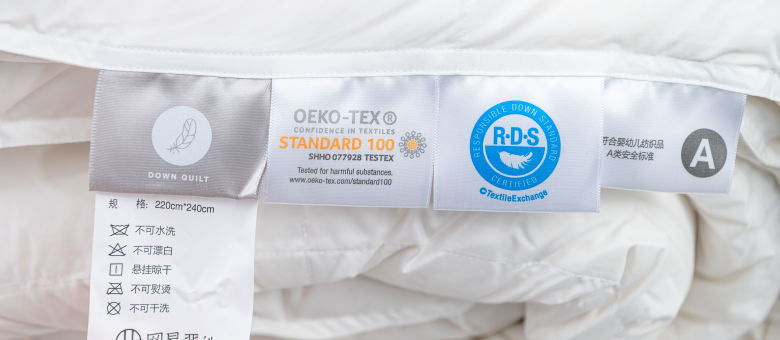 DOWN QUILT
规 格: 220cm*240cm
不可水洗
不可漂白
悬挂晾干
不可熨烫
不可干洗
OEKO-TEX®
CONFIDENCE IN TEXTILES
STANDARD 100
SHHO 077928 TESTEX
Tested for harmful substances.
www.oeko-tex.com/standard100
RESPONSIBLE DOWN STANDARD
R·D·S
CERTIFIED
©TextileExchange
符合婴幼儿纺织品
A类安全标准
A